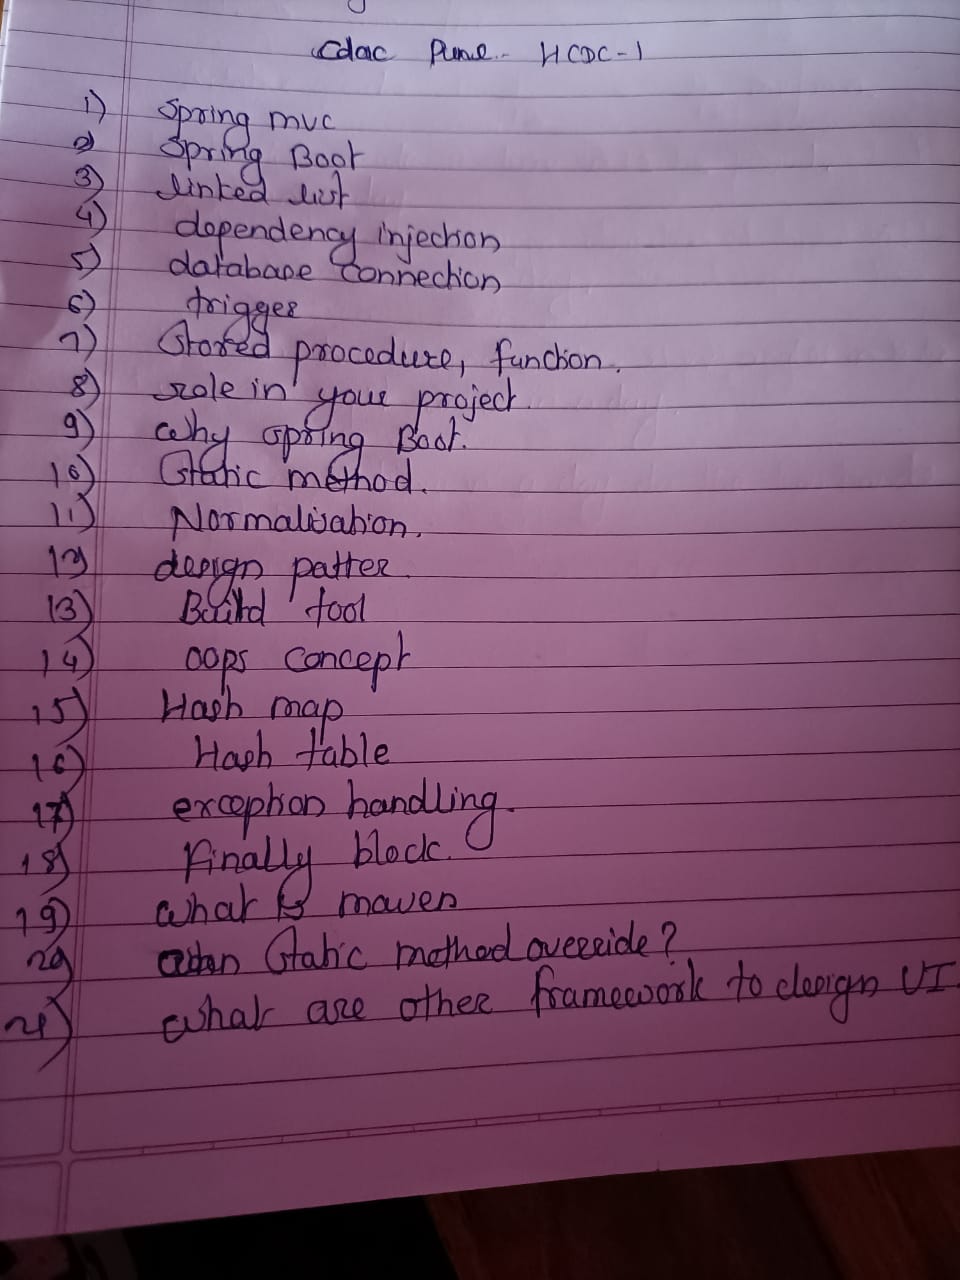 Cdac Pune - HCDC-1
1) Spring mvc
2) Spring Boot
3) linked list
4) dependency injection
5) database connection
6) trigger
7) Stored procedure, function.
8) role in your project.
9) Why spring Boot.
10) Static method.
11) Normalisation.
12) design patter
13) Build tool
14) oops concept
15) Hash map
16) Hash table
17) exception handling.
18) Finally block.
19) what is maven
20) Static method override?
21) what are other framework to design UI.